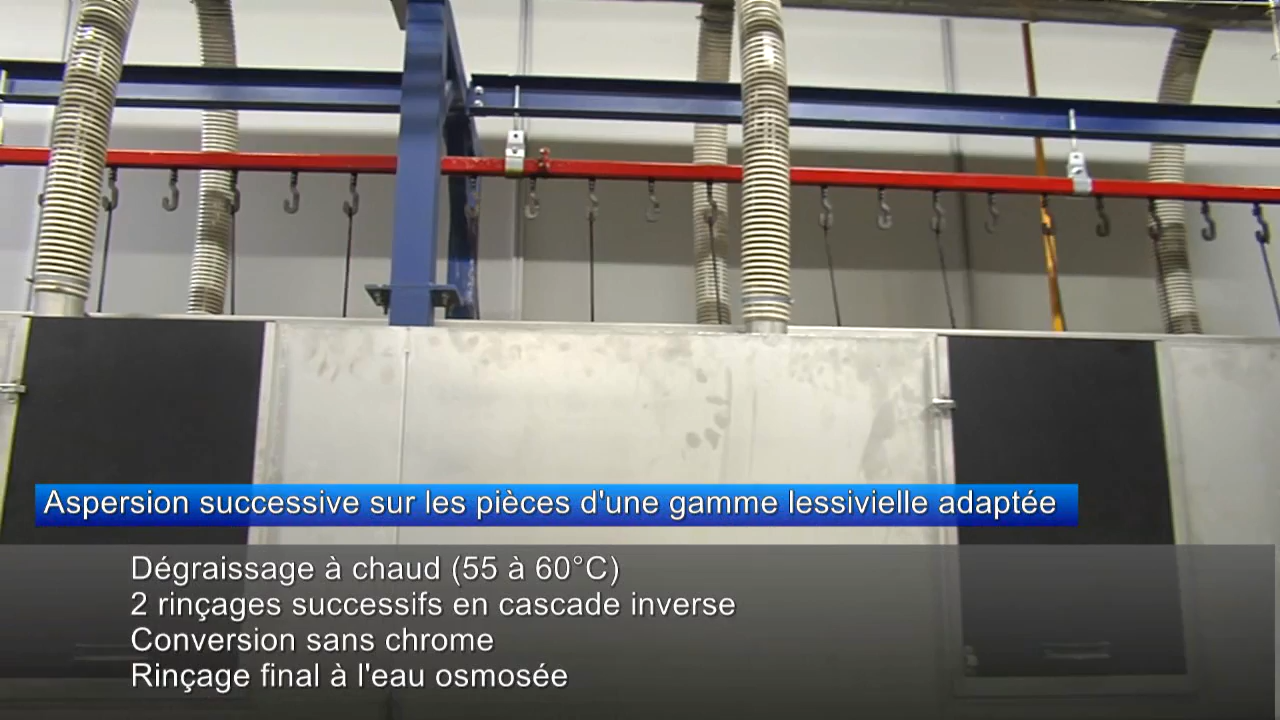 Aspersion successive sur les pièces d'une gamme lessivielle adaptée
Dégraissage à chaud (55 à 60°C)
2 rinçages successifs en cascade inverse
Conversion sans chrome
Rinçage final à l'eau osmosée